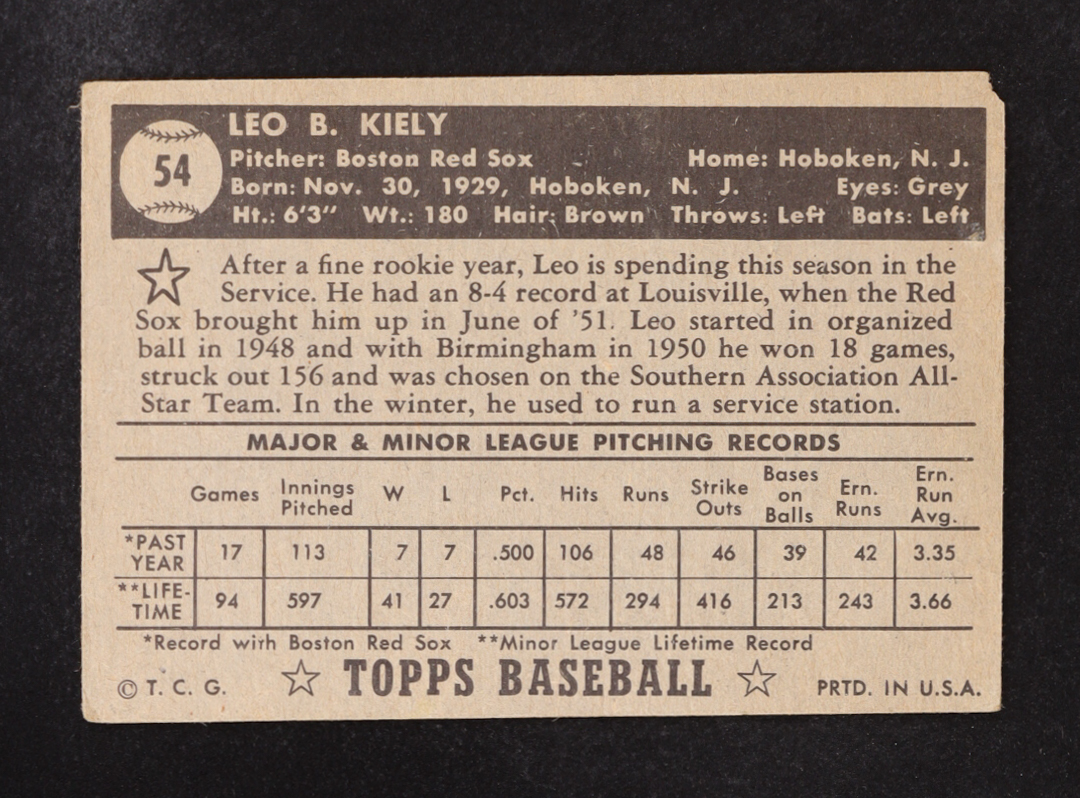 54
LEO B. KIELY
Pitcher: Boston Red Sox Home: Hoboken, N. J.
Born: Nov. 30, 1929, Hoboken, N. J. Eyes: Grey
Ht.: 6'3" Wt.: 180 Hair: Brown Throws: Left Bats: Left
After a fine rookie year, Leo is spending this season in the
Service. He had an 8-4 record at Louisville, when the Red
Sox brought him up in June of '51. Leo started in organized
ball in 1948 and with Birmingham in 1950 he won 18 games,
struck out 156 and was chosen on the Southern Association All-
Star Team. In the winter, he used to run a service station.
MAJOR & MINOR LEAGUE PITCHING RECORDS
Games Innings Pitched W L Pct. Hits Runs Strike Outs Bases on Balls Ern. Runs Ern. Run Avg.
*PAST YEAR 17 113 7 7 .500 106 48 46 39 42 3.35
**LIFE-TIME 94 597 41 27 .603 572 294 416 213 243 3.66
*Record with Boston Red Sox **Minor League Lifetime Record
© T. C. G. TOPPS BASEBALL PRTD. IN U.S.A.